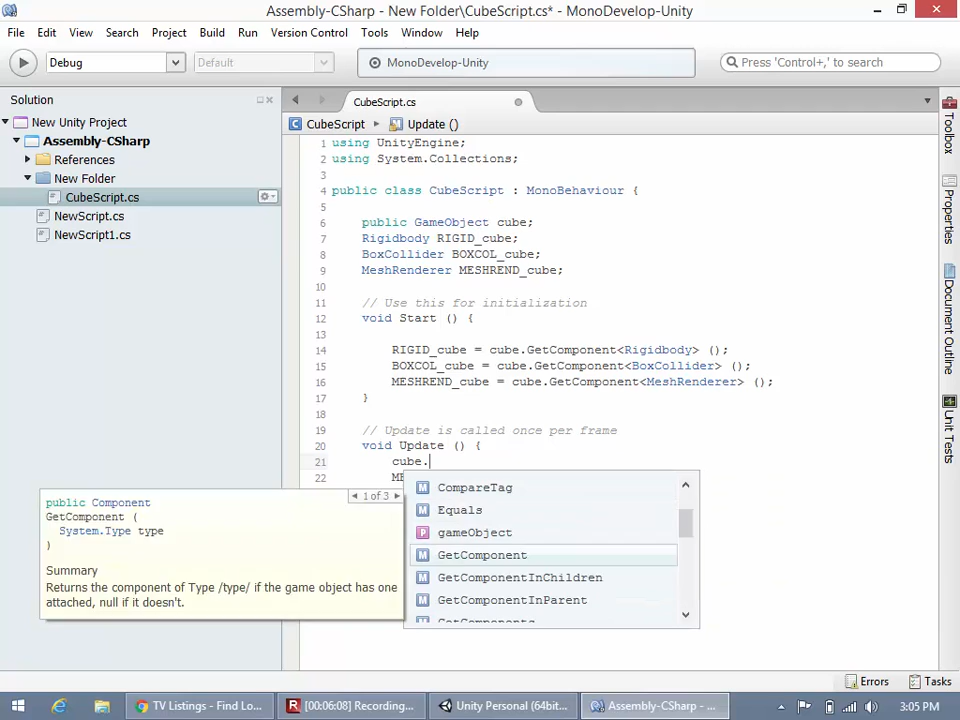 Assembly-CSharp - New Folder\CubeScript.cs* - MonoDevelop-Unity
File Edit View Search Project Build Run Version Control Tools Window Help
Debug
Default
MonoDevelop-Unity
Press 'Control+,' to search
Solution
New Unity Project
Assembly-CSharp
References
New Folder
CubeScript.cs
NewScript.cs
NewScript1.cs
CubeScript.cs
CubeScript
Update ()
1 using UnityEngine;
2 using System.Collections;
3
4 public class CubeScript : MonoBehaviour {
5
6 public GameObject cube;
7 Rigidbody RIGID_cube;
8 BoxCollider BOXCOL_cube;
9 MeshRenderer MESHREND_cube;
10
11 // Use this for initialization
12 void Start () {
13
14 RIGID_cube = cube.GetComponent<Rigidbody> ();
15 BOXCOL_cube = cube.GetComponent<BoxCollider> ();
16 MESHREND_cube = cube.GetComponent<MeshRenderer> ();
17 }
18
19 // Update is called once per frame
20 void Update () {
21 cube.
22
CompareTag
Equals
gameObject
GetComponent
GetComponentInChildren
GetComponentInParent
GetComponents
1 of 3
public Component
GetComponent (
System.Type type
)
Summary
Returns the component of Type /type/ if the game object has one
attached, null if it doesn't.
Toolbox
Properties
Document Outline
Unit Tests
Errors
Tasks
TV Listings - Find Lo...
[00:06:08] Recording...
Unity Personal (64bit...
Assembly-CSharp - ...
3:05 PM